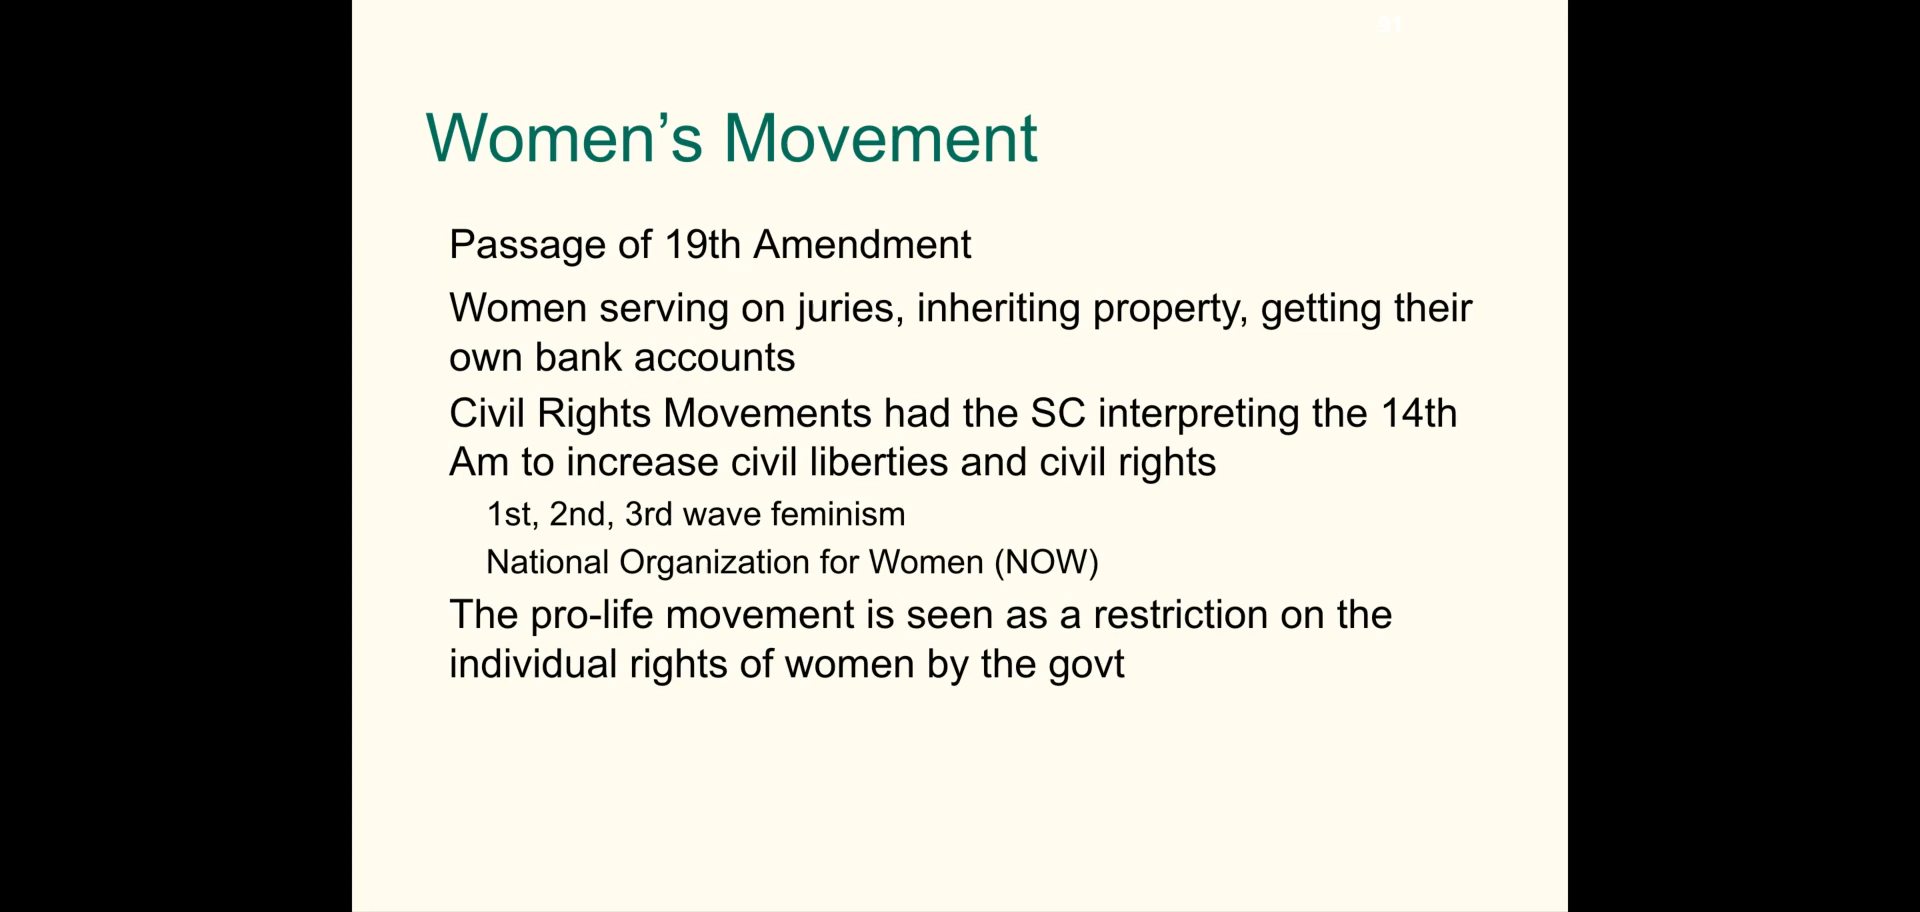 91
Women’s Movement
Passage of 19th Amendment
Women serving on juries, inheriting property, getting their
own bank accounts
Civil Rights Movements had the SC interpreting the 14th
Am to increase civil liberties and civil rights
1st, 2nd, 3rd wave feminism
National Organization for Women (NOW)
The pro-life movement is seen as a restriction on the
individual rights of women by the govt